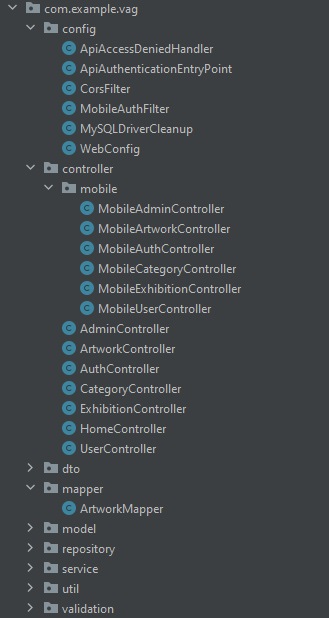 com.example.vag
config
ApiAccessDeniedHandler
ApiAuthenticationEntryPoint
CorsFilter
MobileAuthFilter
MySQLDriverCleanup
WebConfig
controller
mobile
MobileAdminController
MobileArtworkController
MobileAuthController
MobileCategoryController
MobileExhibitionController
MobileUserController
AdminController
ArtworkController
AuthController
CategoryController
ExhibitionController
HomeController
UserController
dto
mapper
ArtworkMapper
model
repository
service
util
validation